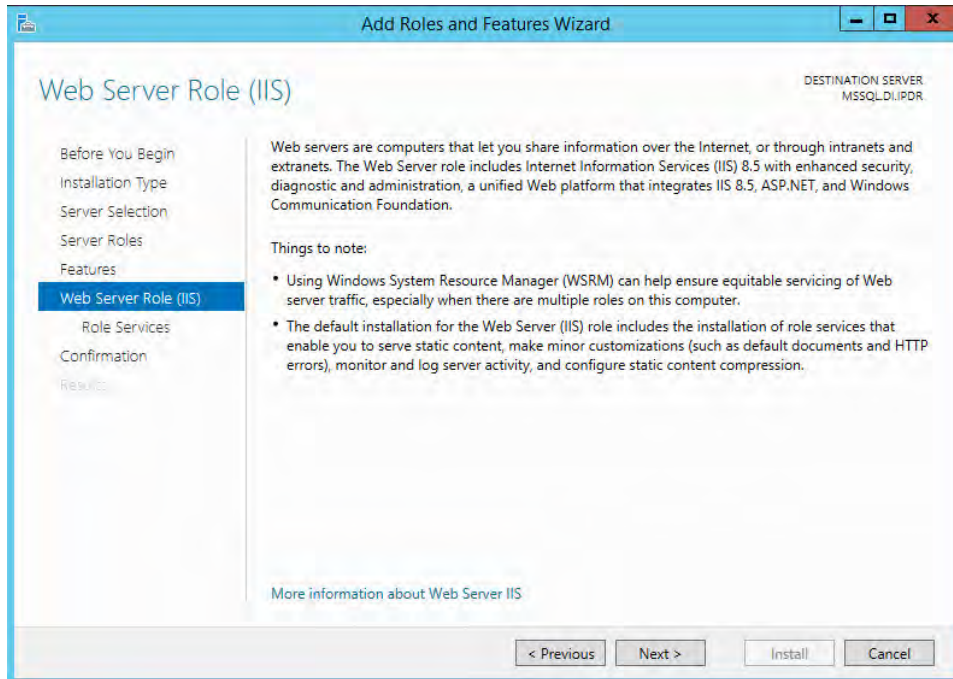 Add Roles and Features Wizard
Web Server Role (IIS)
DESTINATION SERVER
MSSQL.DI.IPDR
Before You Begin
Installation Type
Server Selection
Server Roles
Features
Web Server Role (IIS)
Role Services
Confirmation
Results
Web servers are computers that let you share information over the Internet, or through intranets and
extranets. The Web Server role includes Internet Information Services (IIS) 8.5 with enhanced security,
diagnostic and administration, a unified Web platform that integrates IIS 8.5, ASP.NET, and Windows
Communication Foundation.
Things to note:
• Using Windows System Resource Manager (WSRM) can help ensure equitable servicing of Web
server traffic, especially when there are multiple roles on this computer.
• The default installation for the Web Server (IIS) role includes the installation of role services that
enable you to serve static content, make minor customizations (such as default documents and HTTP
errors), monitor and log server activity, and configure static content compression.
More information about Web Server IIS
< Previous
Next >
Install
Cancel